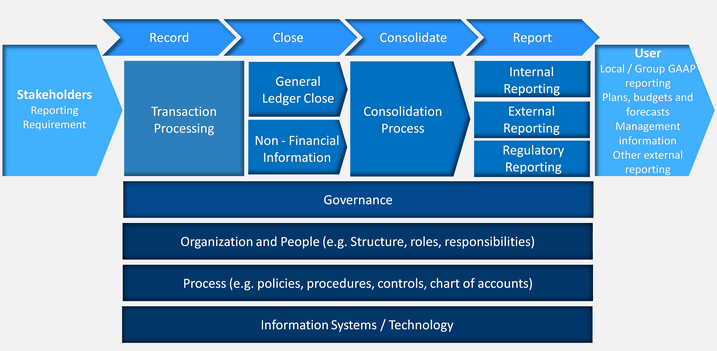 Record
Close
Consolidate
Report
Stakeholders
Reporting
Requirement
Transaction
Processing
General
Ledger Close
Non - Financial
Information
Consolidation
Process
Internal
Reporting
External
Reporting
Regulatory
Reporting
User
Local / Group GAAP
reporting
Plans, budgets and
forecasts
Management
information
Other external
reporting
Governance
Organization and People (e.g. Structure, roles, responsibilities)
Process (e.g. policies, procedures, controls, chart of accounts)
Information Systems / Technology